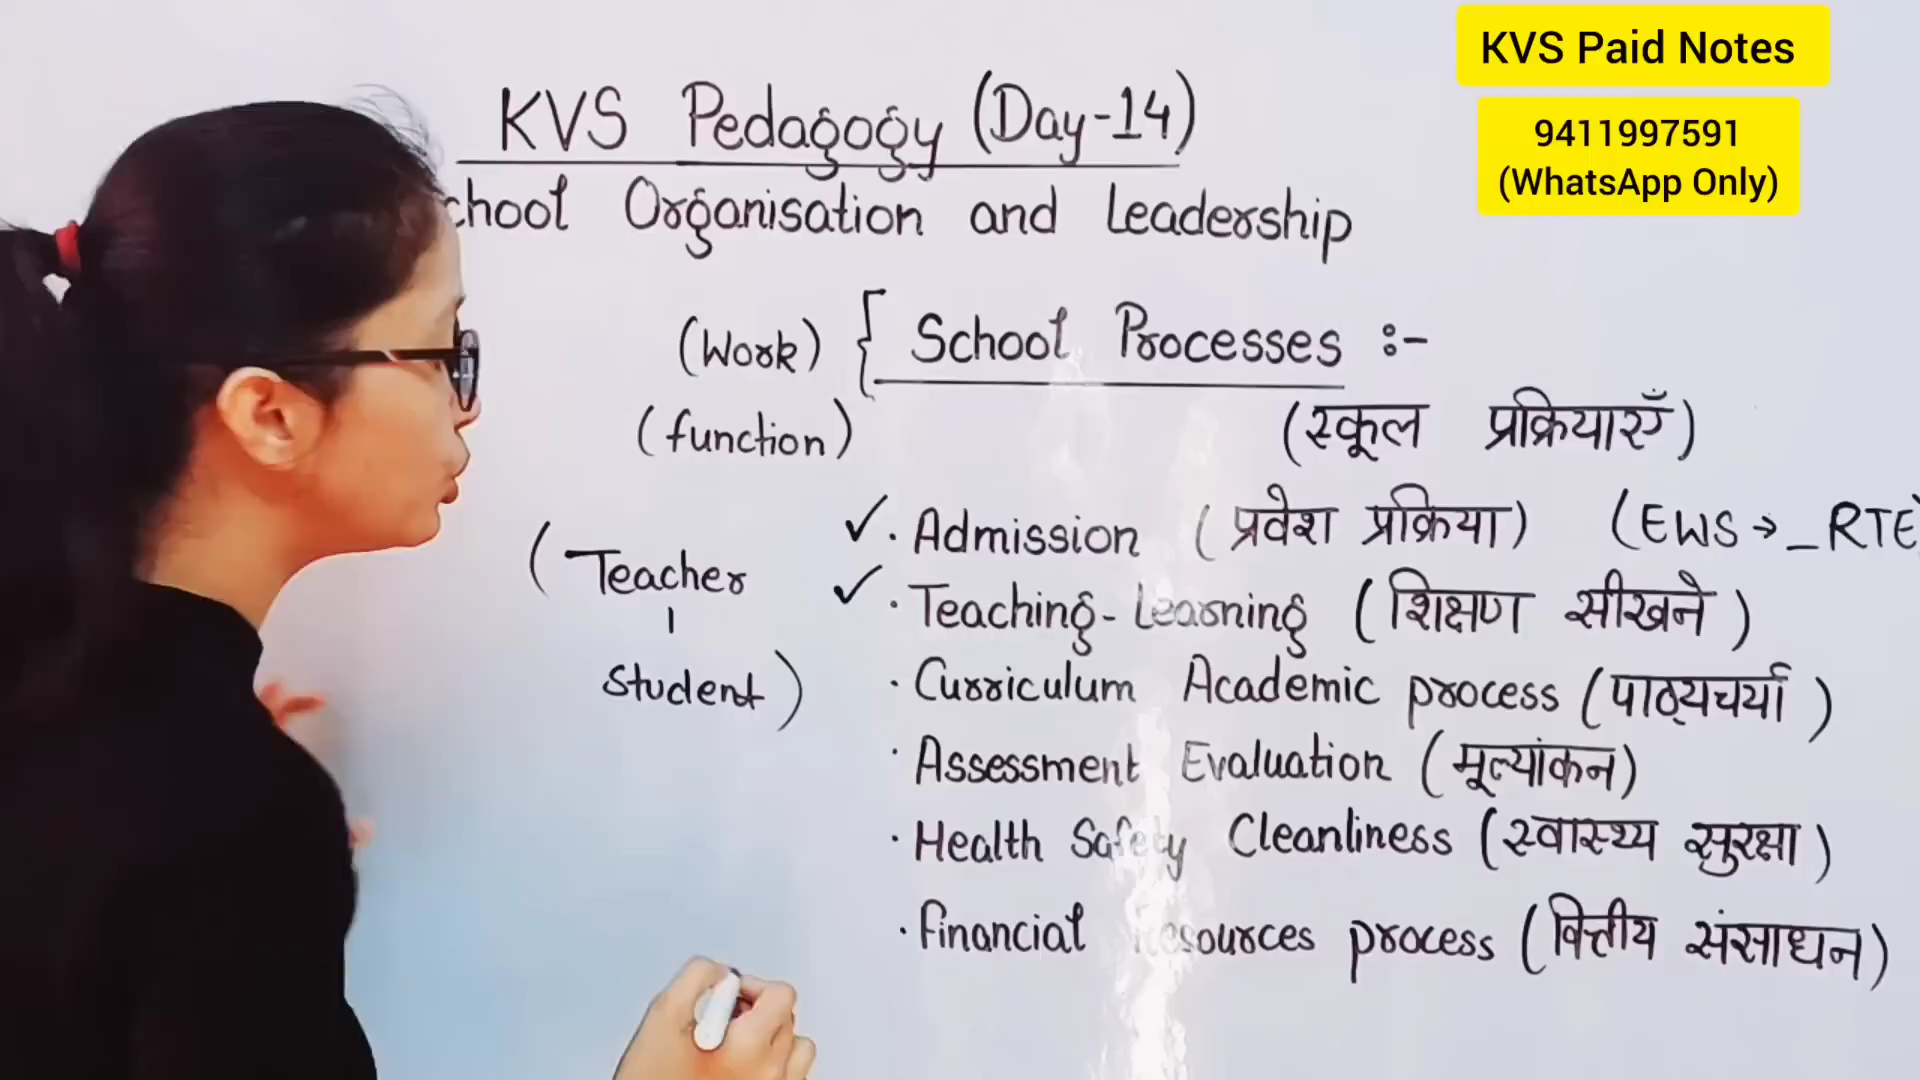 KVS Paid Notes
9411997591
(WhatsApp Only)
KVS Pedagogy (Day-14)
chool Organisation and Leadership
(Work) { School Processes :-
(function) (स्कूल प्रक्रियाएँ)
✓ . Admission (प्रवेश प्रक्रिया) (EWS → _ RTE)
✓ . Teaching-Learning (शिक्षण सीखने)
(Teacher
|
Student)
. Curriculum Academic process (पाठ्यचर्या)
. Assessment Evaluation (मूल्यांकन)
. Health Safety Cleanliness (स्वास्थ्य सुरक्षा)
. Financial Resources process (वित्तीय संसाधन)